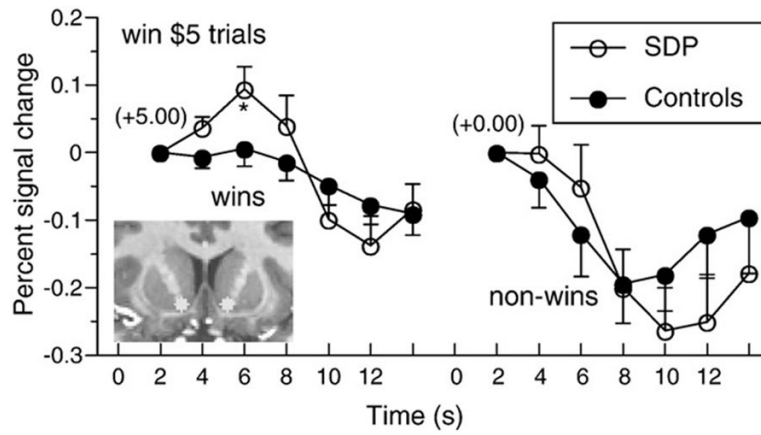 win $5 trials
SDP
Controls
(+5.00)
*
(+0.00)
wins
non-wins
Percent signal change
0.2
0.1
0
-0.1
-0.2
-0.3
0 2 4 6 8 10 12 0 2 4 6 8 10 12
Time (s)